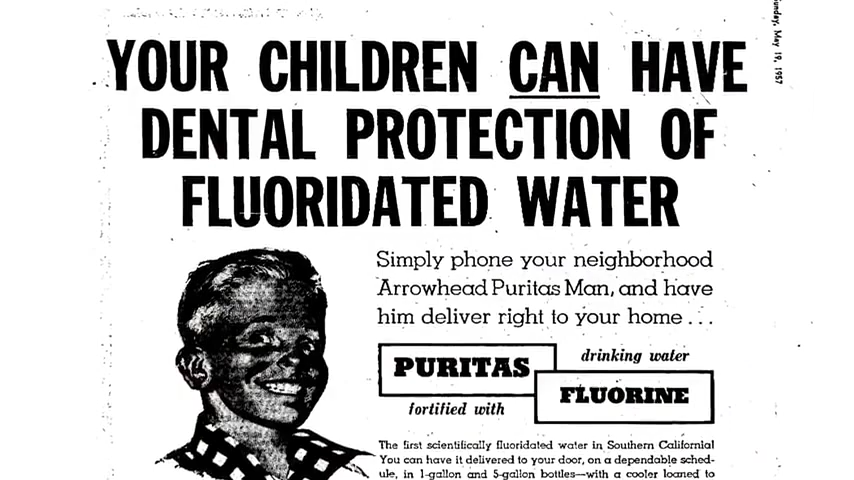 Sunday, May 19, 1957
YOUR CHILDREN CAN HAVE
DENTAL PROTECTION OF
FLUORIDATED WATER
Simply phone your neighborhood
Arrowhead Puritas Man, and have
him deliver right to your home...
PURITAS drinking water
fortified with FLUORINE
The first scientifically fluoridated water in Southern California!
You can have it delivered to your door, on a dependable sched-
ule, in 1-gallon and 5-gallon bottles—with a cooler loaned to